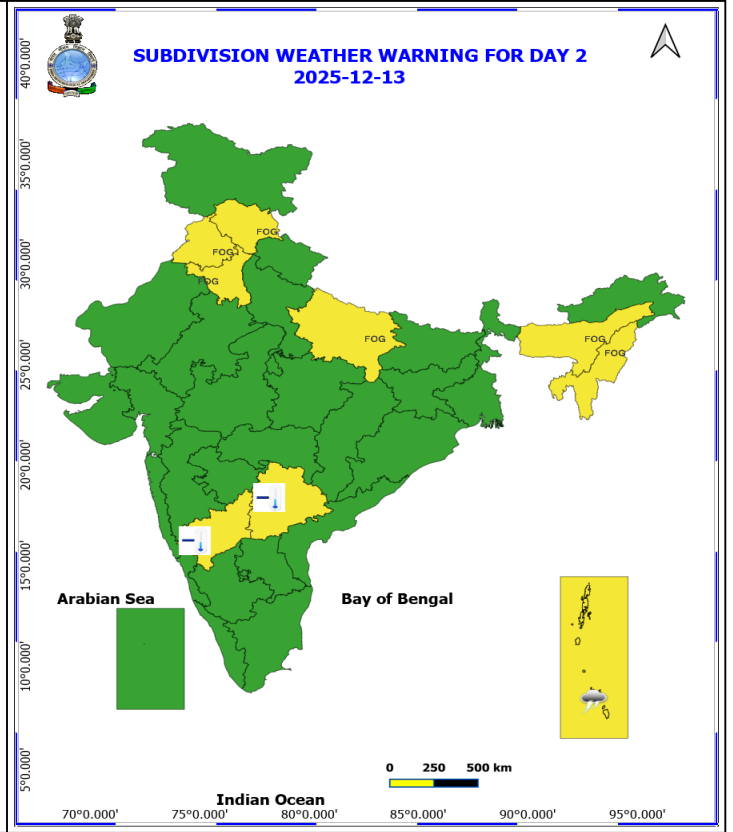 SUBDIVISION WEATHER WARNING FOR DAY 2
2025-12-13
40°0.000'
35°0.000'
30°0.000'
25°0.000'
20°0.000'
15°0.000'
10°0.000'
5°0.000'
FOG
FOG
FOG
FOG
FOG
FOG
Arabian Sea
Bay of Bengal
0 250 500 km
Indian Ocean
70°0.000' 75°0.000' 80°0.000' 85°0.000' 90°0.000' 95°0.000'